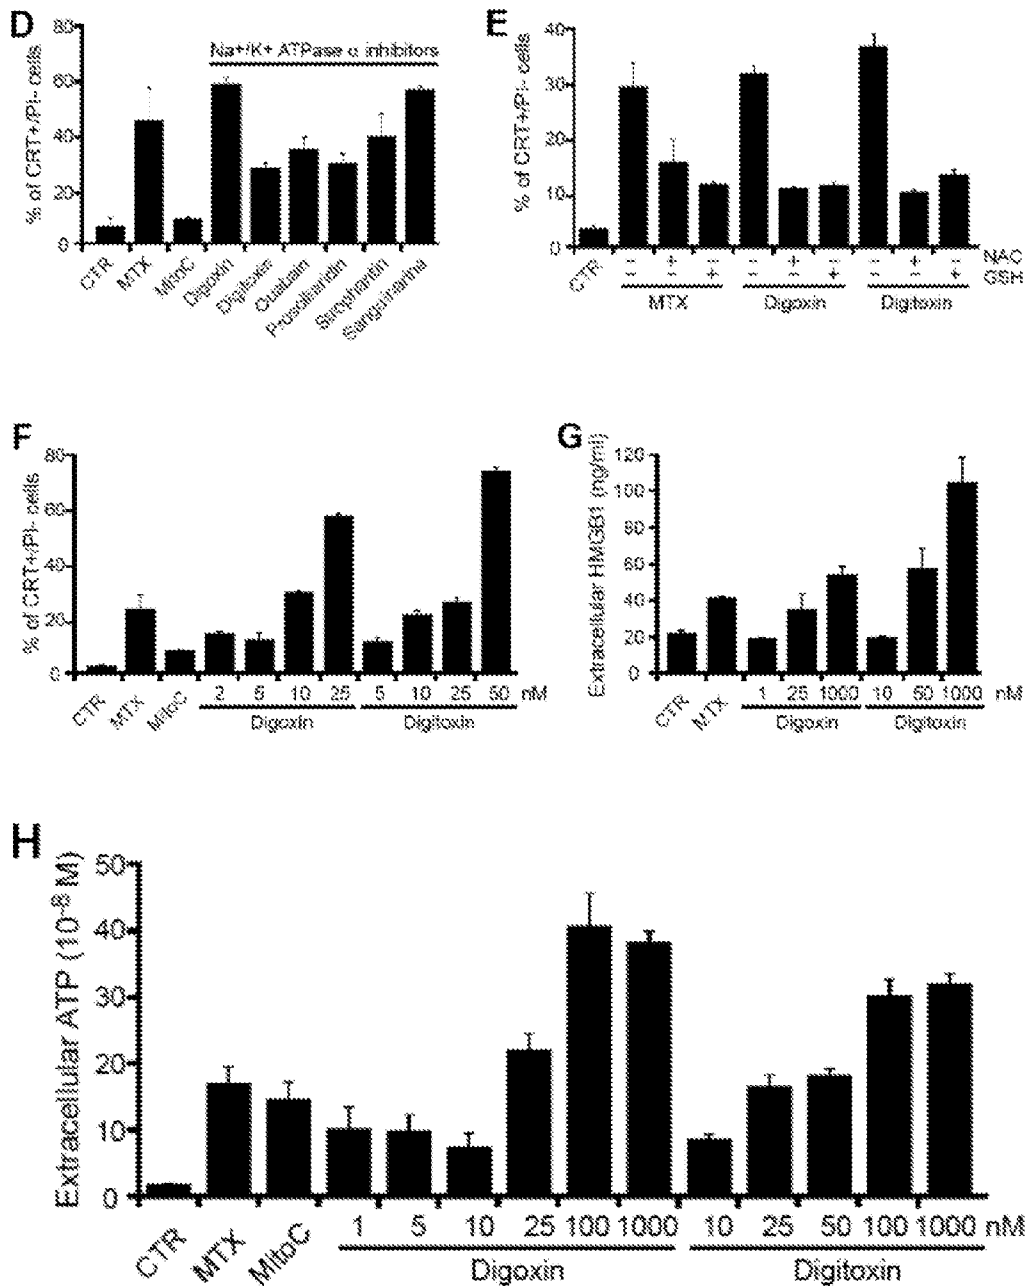 D
80
60
40
20
0
% of CRT+/PI- cells
Na+/K+ ATPase α inhibitors
CTR
MTX
MitoC
Digoxin
Digitoxin
Ouabain
Sanguinarine
E
40
30
20
10
0
% of CRT+/PI- cells
CTR
- + - - + - - + - NAC
- - + - - + - - + GSH
MTX Digoxin Digitoxin
F
80
60
40
20
0
% of CRT+/PI- cells
CTR
MTX
MitoC
2 5 10 25 5 10 25 50 nM
Digoxin Digitoxin
G
120
100
80
60
40
20
0
Extracellular HMGB1 (ng/ml)
CTR
MTX
1 25 1000 10 50 1000 nM
Digoxin Digitoxin
H
50
40
30
20
10
0
Extracellular ATP (10⁻⁸ M)
CTR
MTX
MitoC
1 5 10 25 100 1000 10 25 50 100 1000 nM
Digoxin Digitoxin